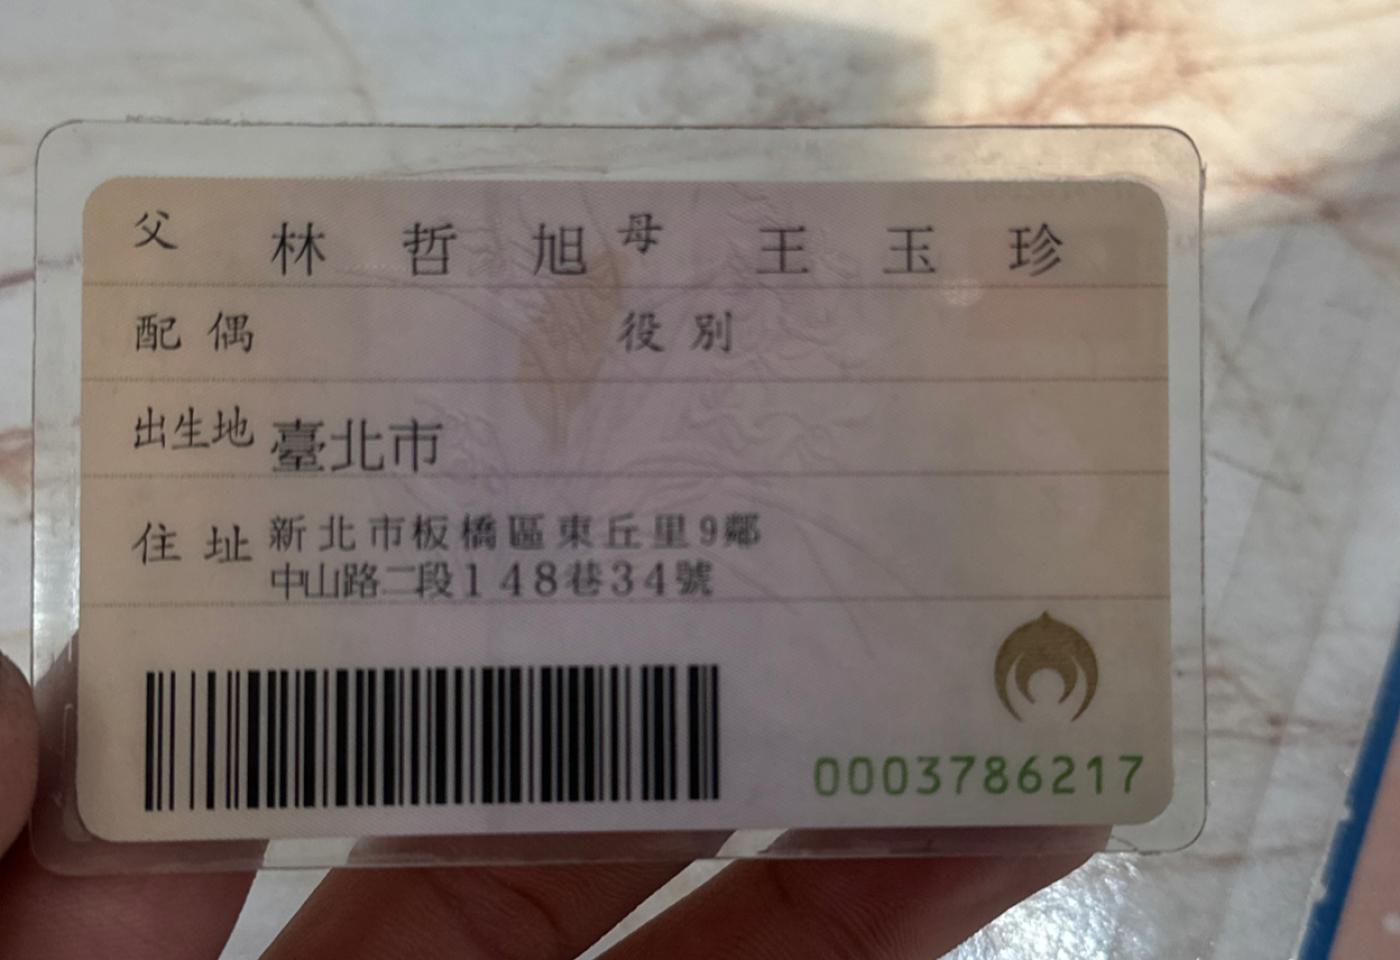 父 林哲旭 母 王玉珍
配偶 役別
出生地 臺北市
住址 新北市板橋區東丘里9鄰
中山路二段148巷34號
0003786217